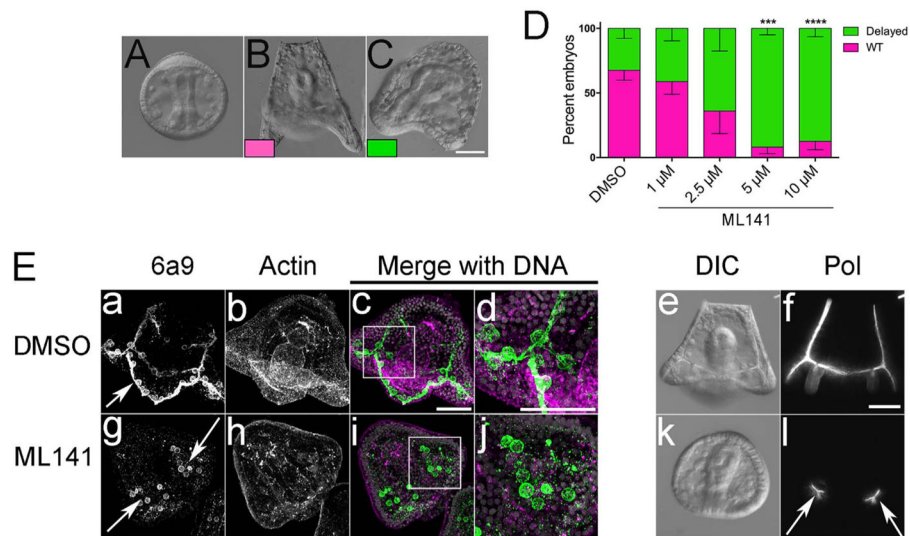 A B C
D
Percent embryos
100
50
0
*** ****
Delayed
WT
DMSO 1 µM 2.5 µM 5 µM 10 µM
ML141
E
6a9 Actin Merge with DNA DIC Pol
DMSO
a b c d e f
ML141
g h i j k l